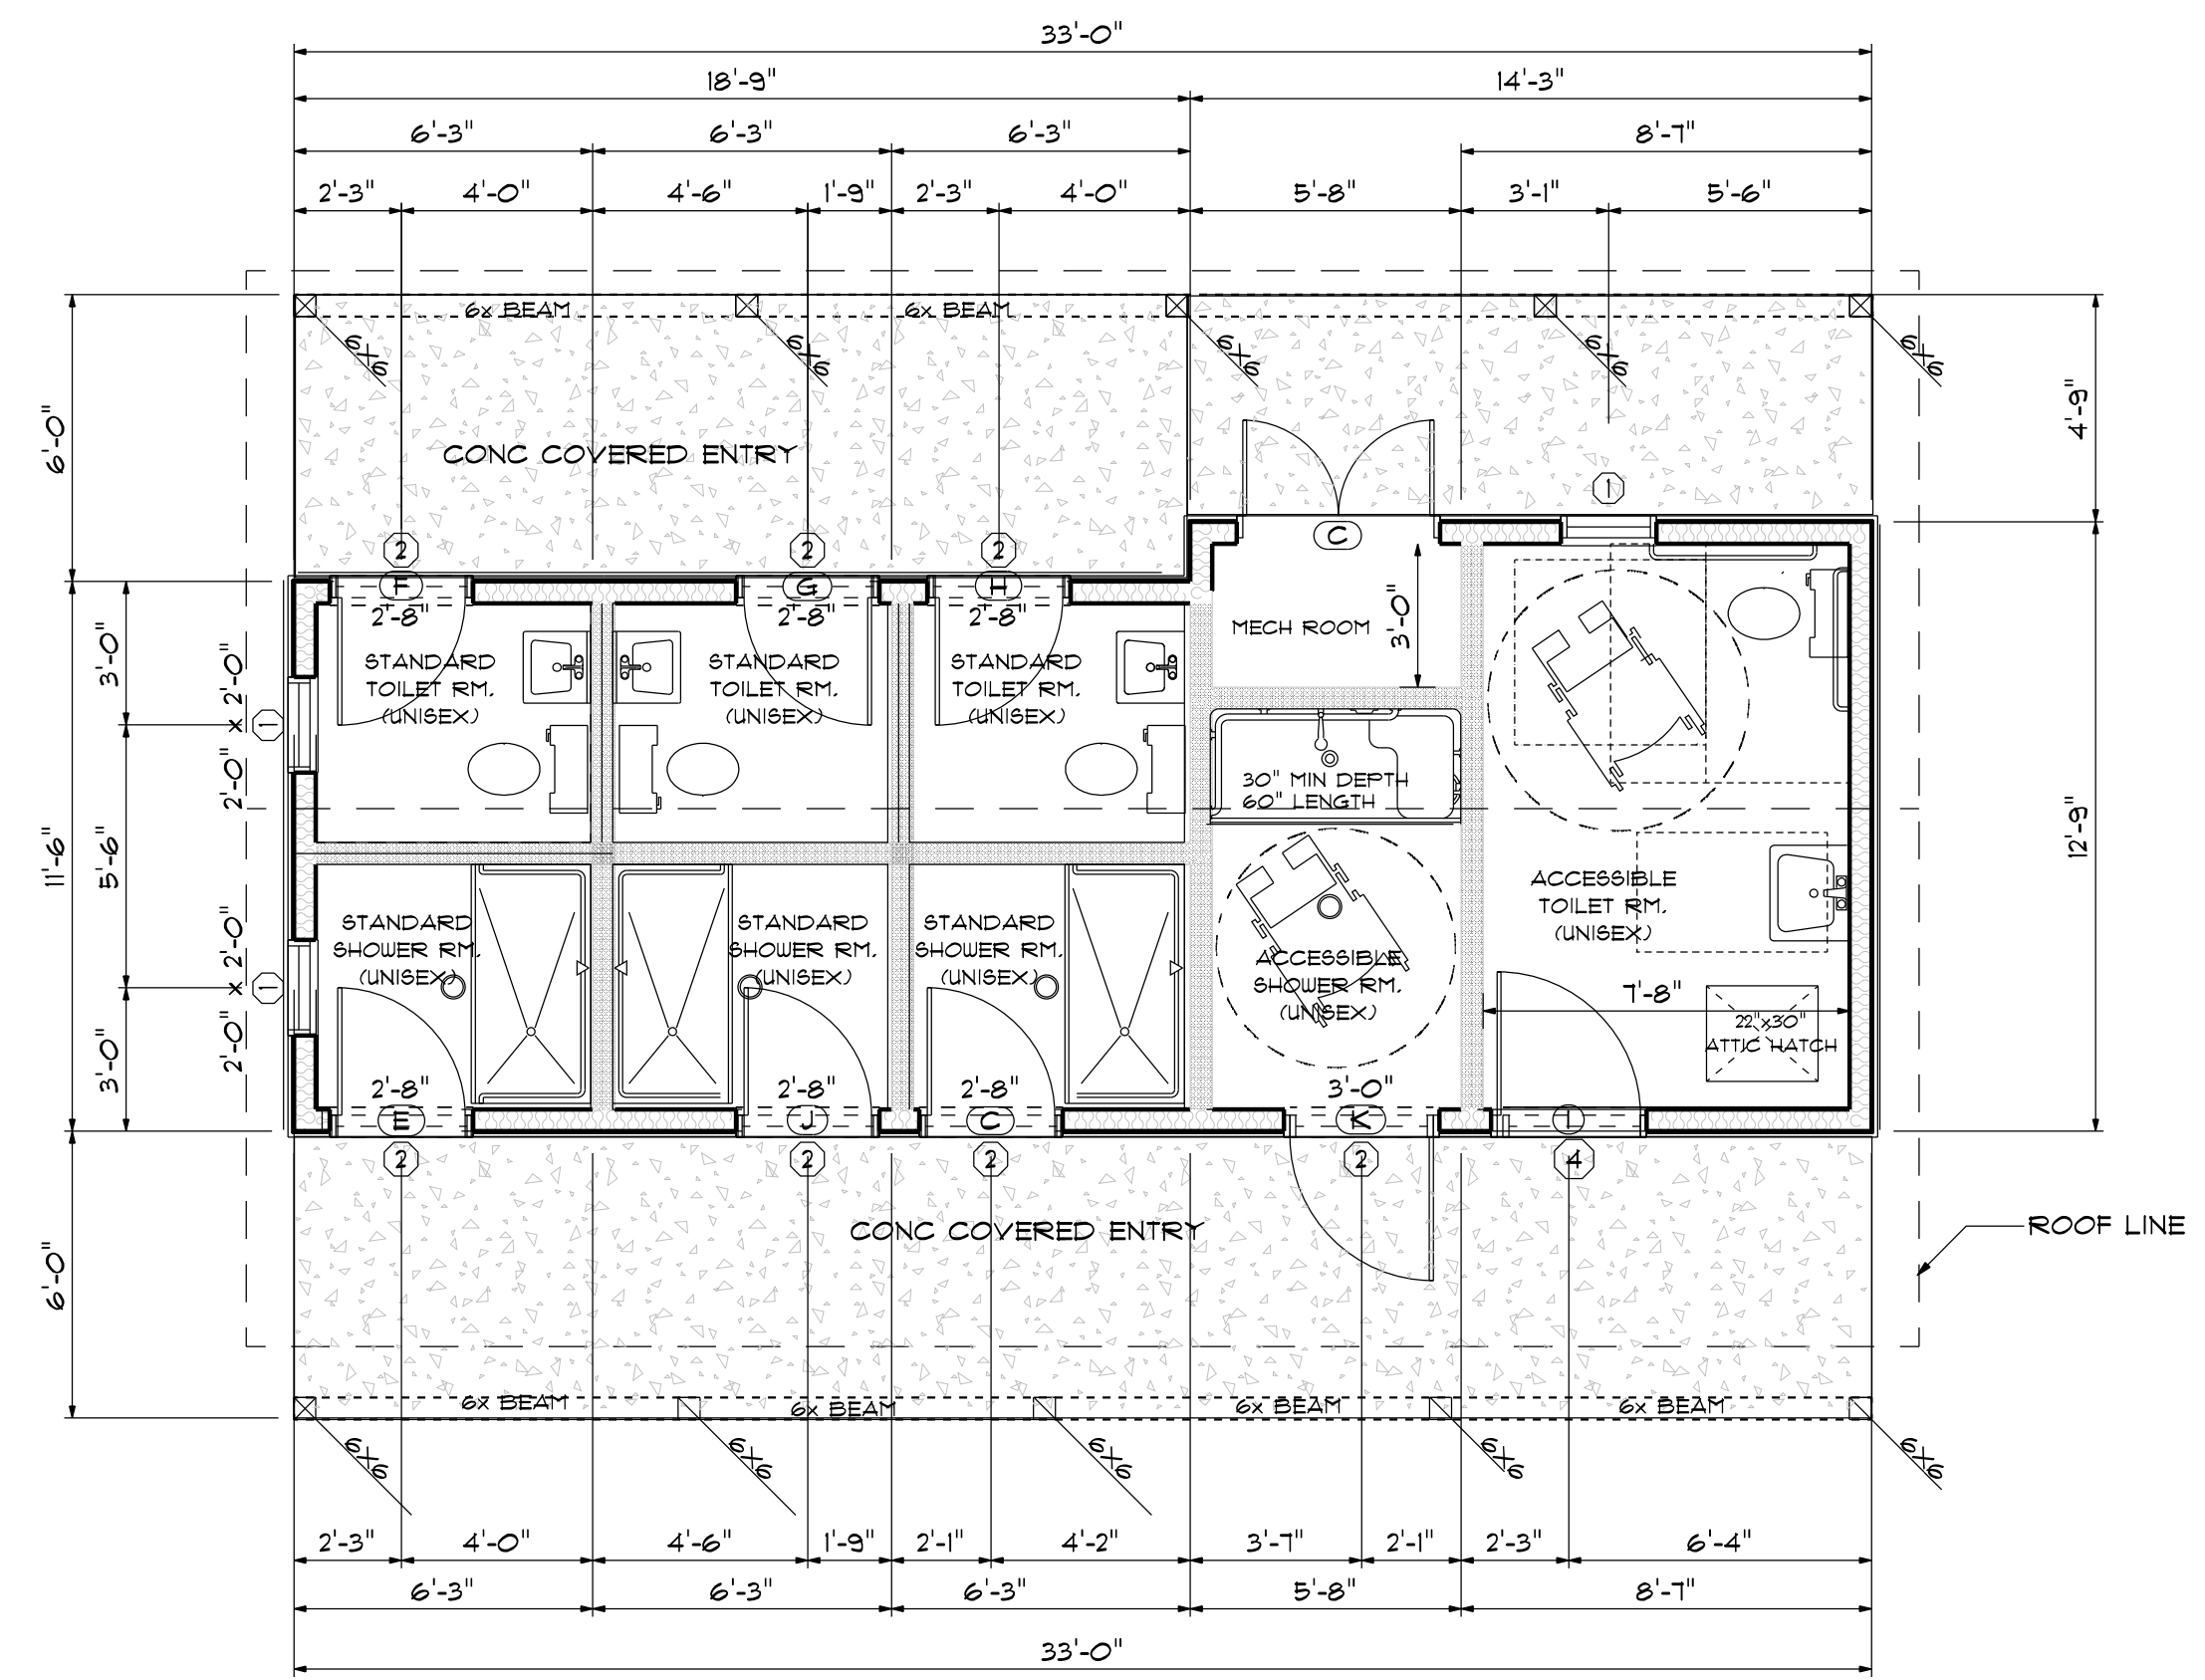 33'-0"
18'-9" 14'-3"
6'-3" 6'-3" 6'-3" 8'-7"
2'-3" 4'-0" 4'-6" 1'-9" 2'-3" 4'-0" 5'-8" 3'-1" 5'-6"
6x BEAM 6x BEAM
6X6 6X6 6X6 6X6 6X6
6'-0" 4'-9"
CONC COVERED ENTRY
1
2 2 2 C
F G H
2'-8" 2'-8" 2'-8"
MECH ROOM 3'-0"
STANDARD
TOILET RM.
(UNISEX)
STANDARD
TOILET RM.
(UNISEX)
STANDARD
TOILET RM.
(UNISEX)
3'-0"
2'-0" x 2'-0"
1
30" MIN DEPTH
60" LENGTH
11'-6"
5'-6"
12'-9"
ACCESSIBLE
TOILET RM.
(UNISEX)
STANDARD
SHOWER RM.
(UNISEX)
STANDARD
SHOWER RM.
(UNISEX)
STANDARD
SHOWER RM.
(UNISEX)
ACCESSIBLE
SHOWER RM.
(UNISEX)
2'-0" x 2'-0"
1
3'-0"
7'-8"
22"x30"
ATTIC HATCH
2'-8" 2'-8" 2'-8" 3'-0"
E J C K I
2 2 2 2 4
CONC COVERED ENTRY
ROOF LINE
6'-0"
6x BEAM 6x BEAM 6x BEAM 6x BEAM
6X6 6X6 6X6 6X6 6X6
2'-3" 4'-0" 4'-6" 1'-9" 2'-1" 4'-2" 3'-7" 2'-1" 2'-3" 6'-4"
6'-3" 6'-3" 6'-3" 5'-8" 8'-7"
33'-0"